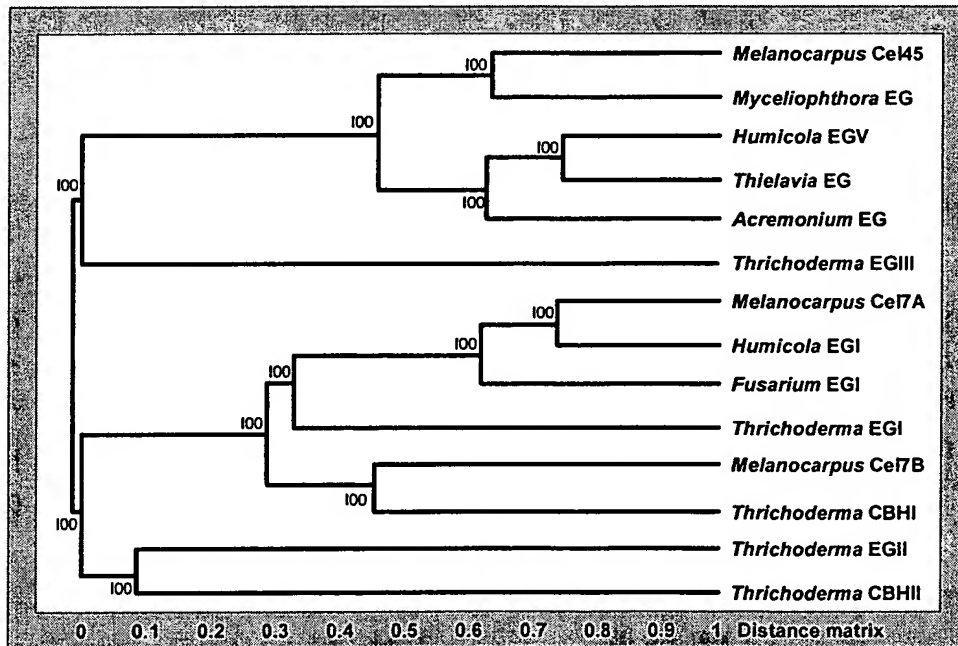 Melanocarpus Cel45
100
100
Myceliophthora EG
100
Humicola EGV
100
Thielavia EG
100
100
Acremonium EG
Thrichoderma EGIII
Melanocarpus Cel7A
100
100
Humicola EGI
100
Fusarium EGI
100
Thrichoderma EGI
Melanocarpus Cel7B
100
Thrichoderma CBHI
100
Thrichoderma EGII
100
Thrichoderma CBHII
0 0.1 0.2 0.3 0.4 0.5 0.6 0.7 0.8 0.9 1 Distance matrix